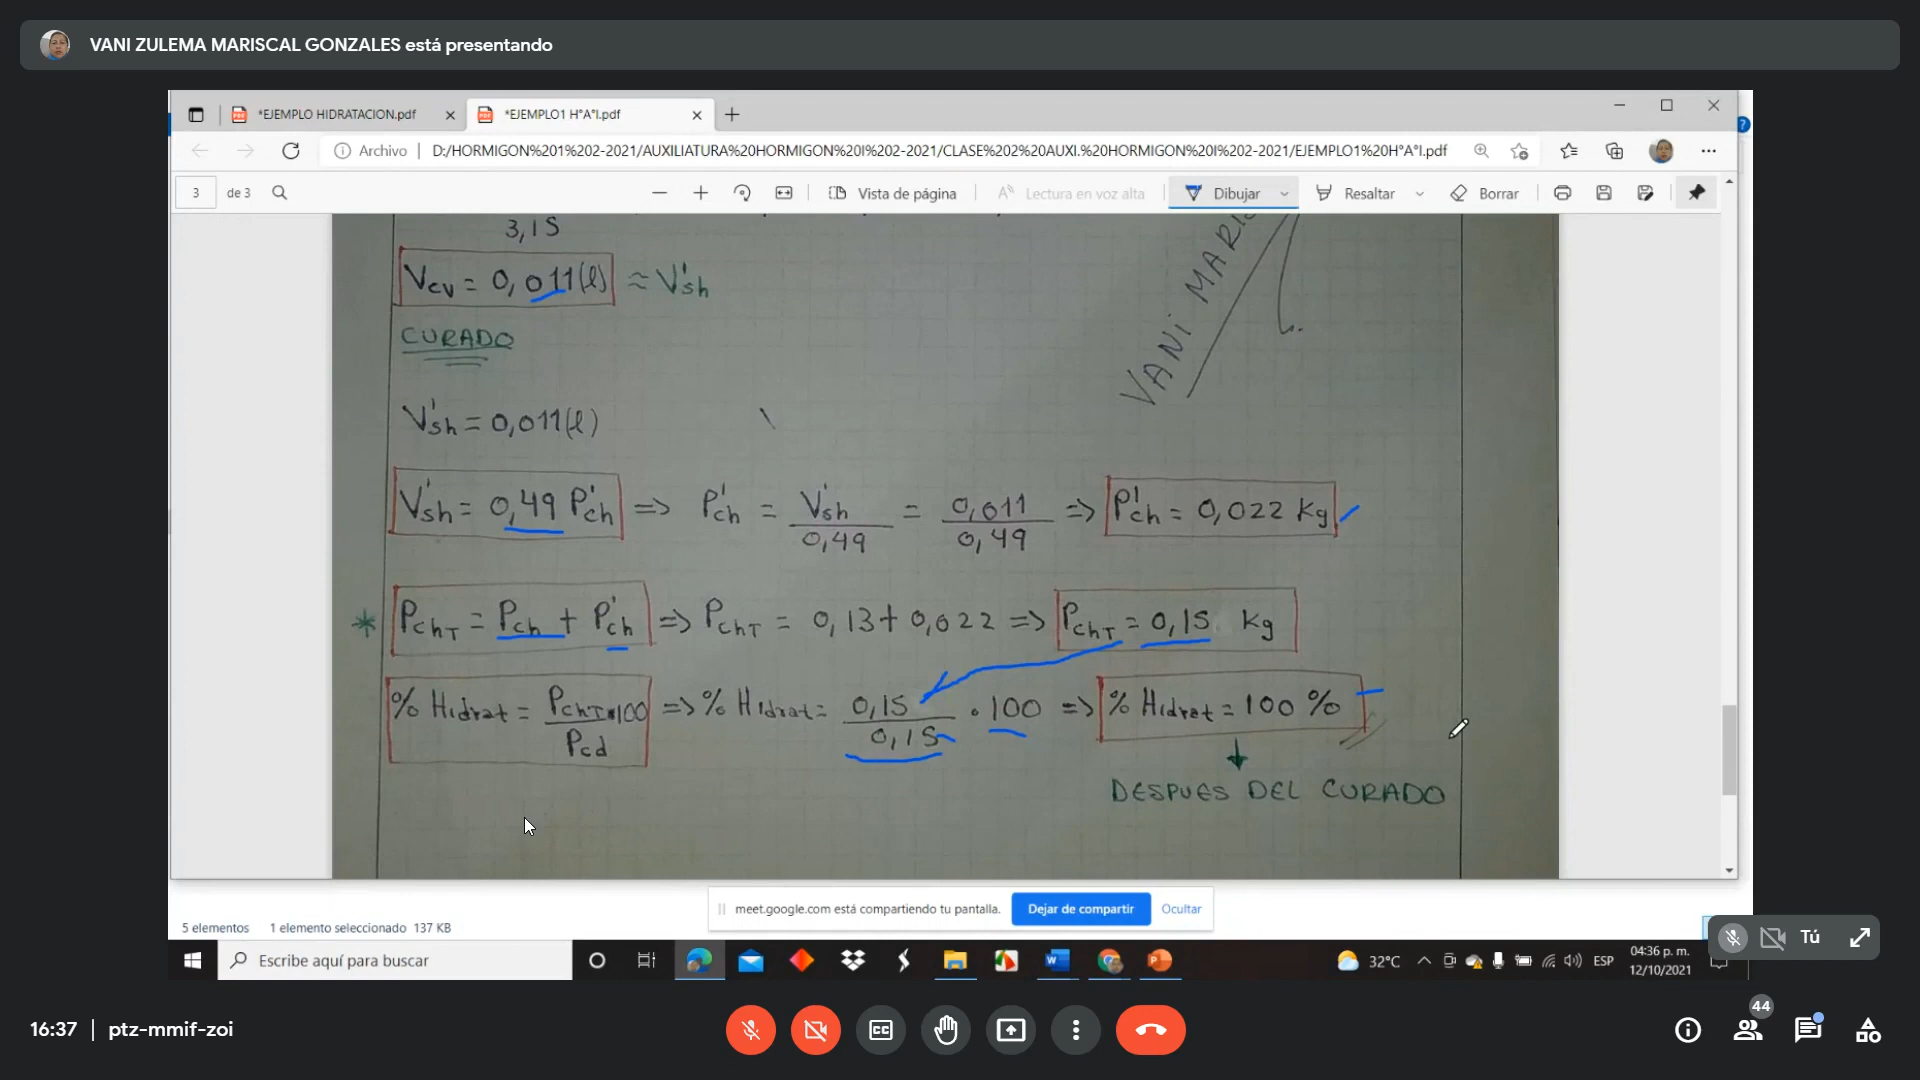 VANI ZULEMA MARISCAL GONZALES está presentando
*EJEMPLO HIDRATACION.pdf
*EJEMPLO1 H°A°I.pdf
Archivo
D:/HORMIGON%201%202-2021/AUXILIATURA%20HORMIGON%20I%202-2021/CLASE%202%20AUXI.%20HORMIGON%20I%202-2021/EJEMPLO1%20H°A°I.pdf
3 de 3
Vista de página
Lectura en voz alta
Dibujar
Resaltar
Borrar
3,15
Vcv = 0,011(l) ≈ V'sh
CURADO
VANI MARIS
V'sh = 0,011(l)
V'sh = 0,49 P'ch => P'ch = V'sh / 0,49 = 0,011 / 0,49 => P'ch = 0,022 Kg
* PchT = Pch + P'ch => PchT = 0,13 + 0,022 => PchT = 0,15 Kg
% Hidrat = PchT*100 / Pcd => % Hidrat = 0,15 / 0,15 . 100 => % Hidrat = 100 %
DESPUES DEL CURADO
meet.google.com está compartiendo tu pantalla.
Dejar de compartir
Ocultar
5 elementos
1 elemento seleccionado 137 KB
Tú
Escribe aquí para buscar
32°C
ESP
04:36 p. m.
12/10/2021
16:37 | ptz-mmif-zoi
44